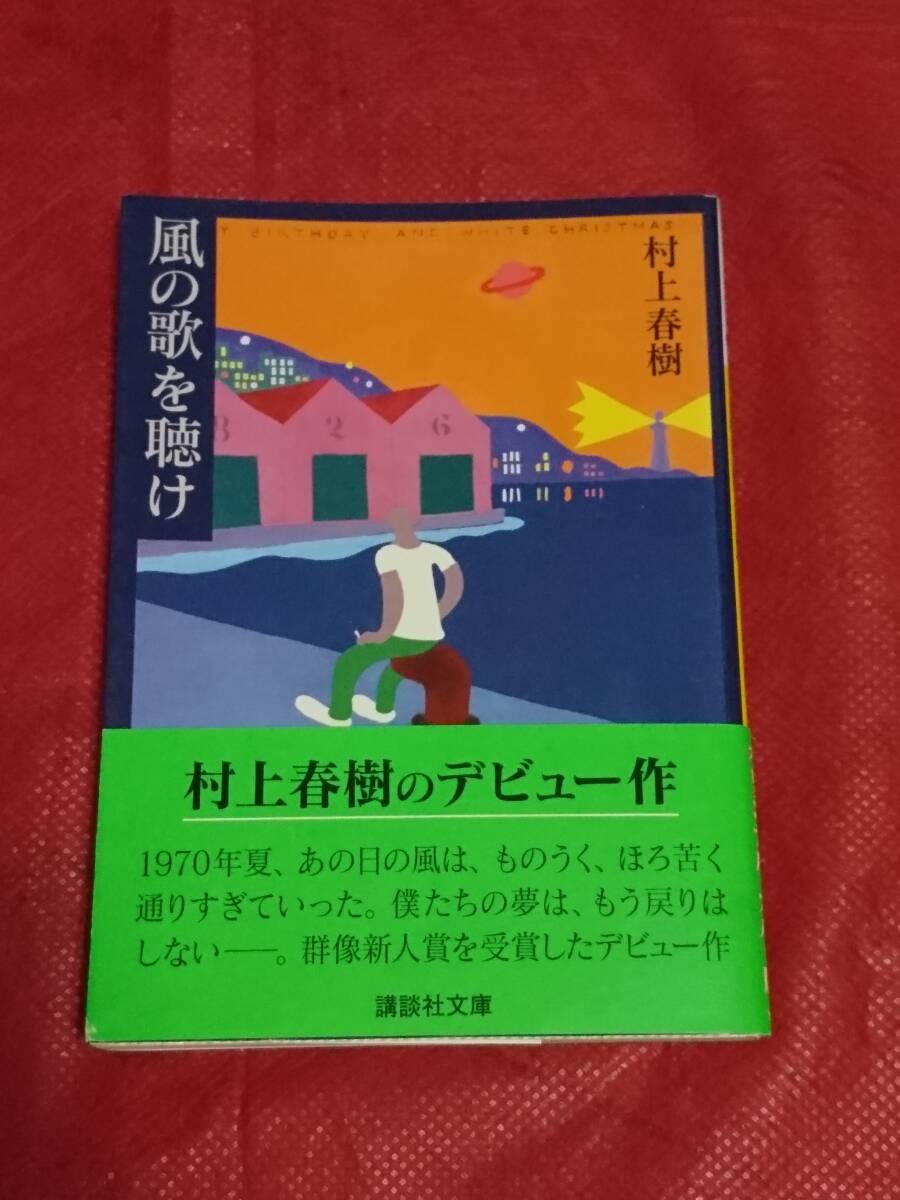 Y BIRTHDAY AND WHITE CHRISTMAS
風の歌を聴け
村上春樹
3 2 6
村上春樹のデビュー作
1970年夏、あの日の風は、ものうく、ほろ苦く
通りすぎていった。僕たちの夢は、もう戻りは
しない――。群像新人賞を受賞したデビュー作
講談社文庫